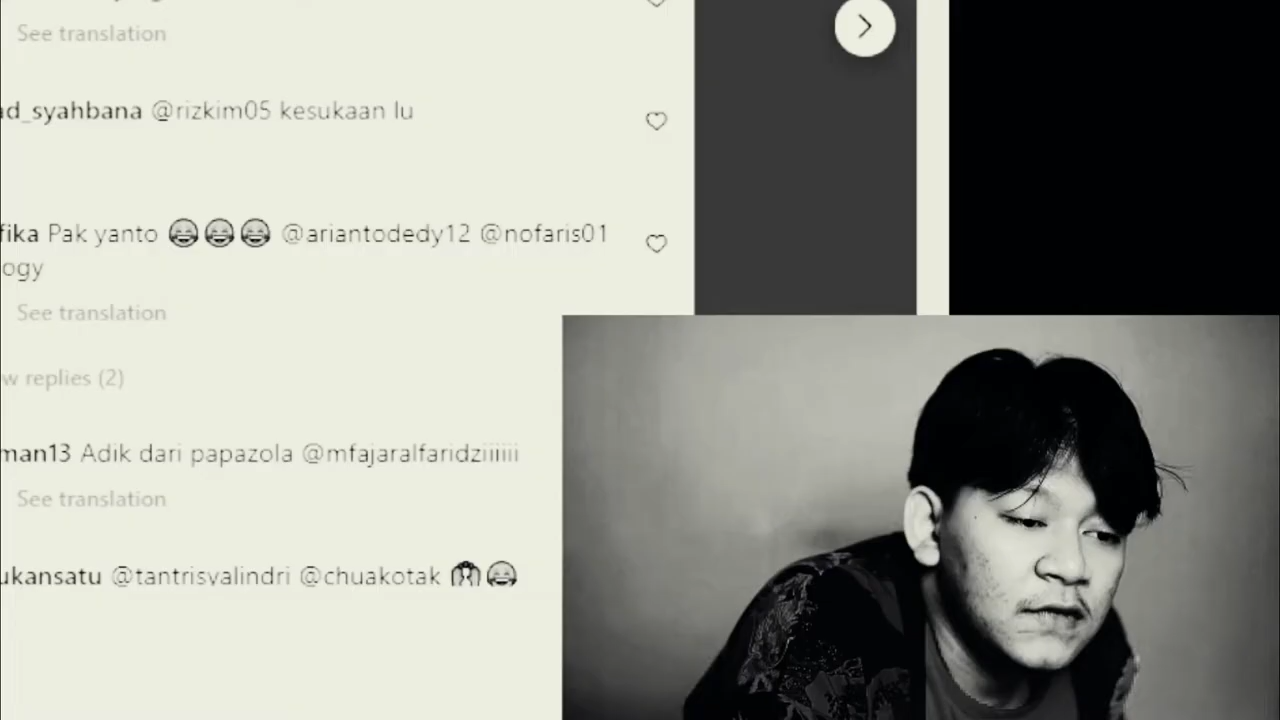 See translation
ad_syahbana @rizkim05 kesukaan lu
fika Pak yanto 😂😂😂 @ariantodedy12 @nofaris01
ogy
See translation
w replies (2)
man13 Adik dari papazola @mfajaralfaridziiiiii
See translation
ukansatu @tantrisyalindri @chuakotak